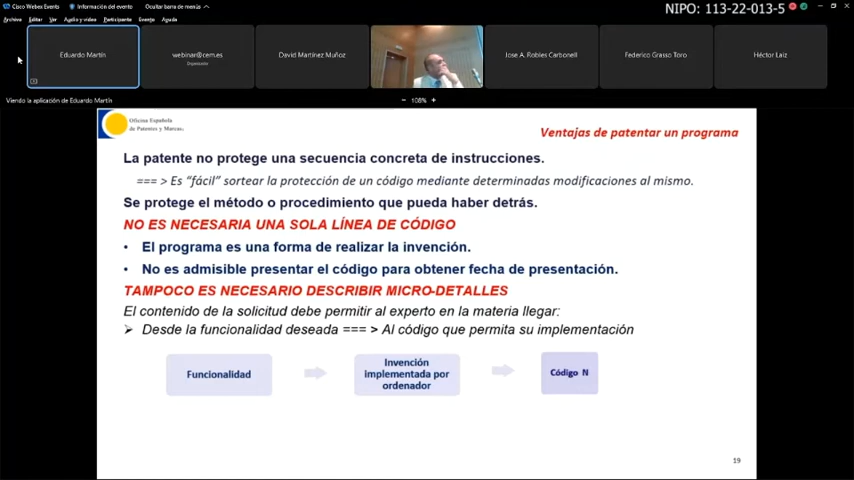 Cisco Webex Events
Información del evento
Ocultar barra de menús
NIPO: 113-22-013-5
Archivo Editar Ver Audio y video Participante Evento Ayuda
Eduardo Martín
webinar@cem.es
Organizador
David Martínez Muñoz
Jose A. Robles Carbonell
Federico Grasso Toro
Héctor Laiz
Viendo la aplicación de Eduardo Martín
− 108% +
Oficina Española
de Patentes y Marcas
Ventajas de patentar un programa
La patente no protege una secuencia concreta de instrucciones.
=== > Es “fácil” sortear la protección de un código mediante determinadas modificaciones al mismo.
Se protege el método o procedimiento que pueda haber detrás.
NO ES NECESARIA UNA SOLA LÍNEA DE CÓDIGO
• El programa es una forma de realizar la invención.
• No es admisible presentar el código para obtener fecha de presentación.
TAMPOCO ES NECESARIO DESCRIBIR MICRO-DETALLES
El contenido de la solicitud debe permitir al experto en la materia llegar:
➢ Desde la funcionalidad deseada === > Al código que permita su implementación
Funcionalidad
Invención
implementada por
ordenador
Código N
19